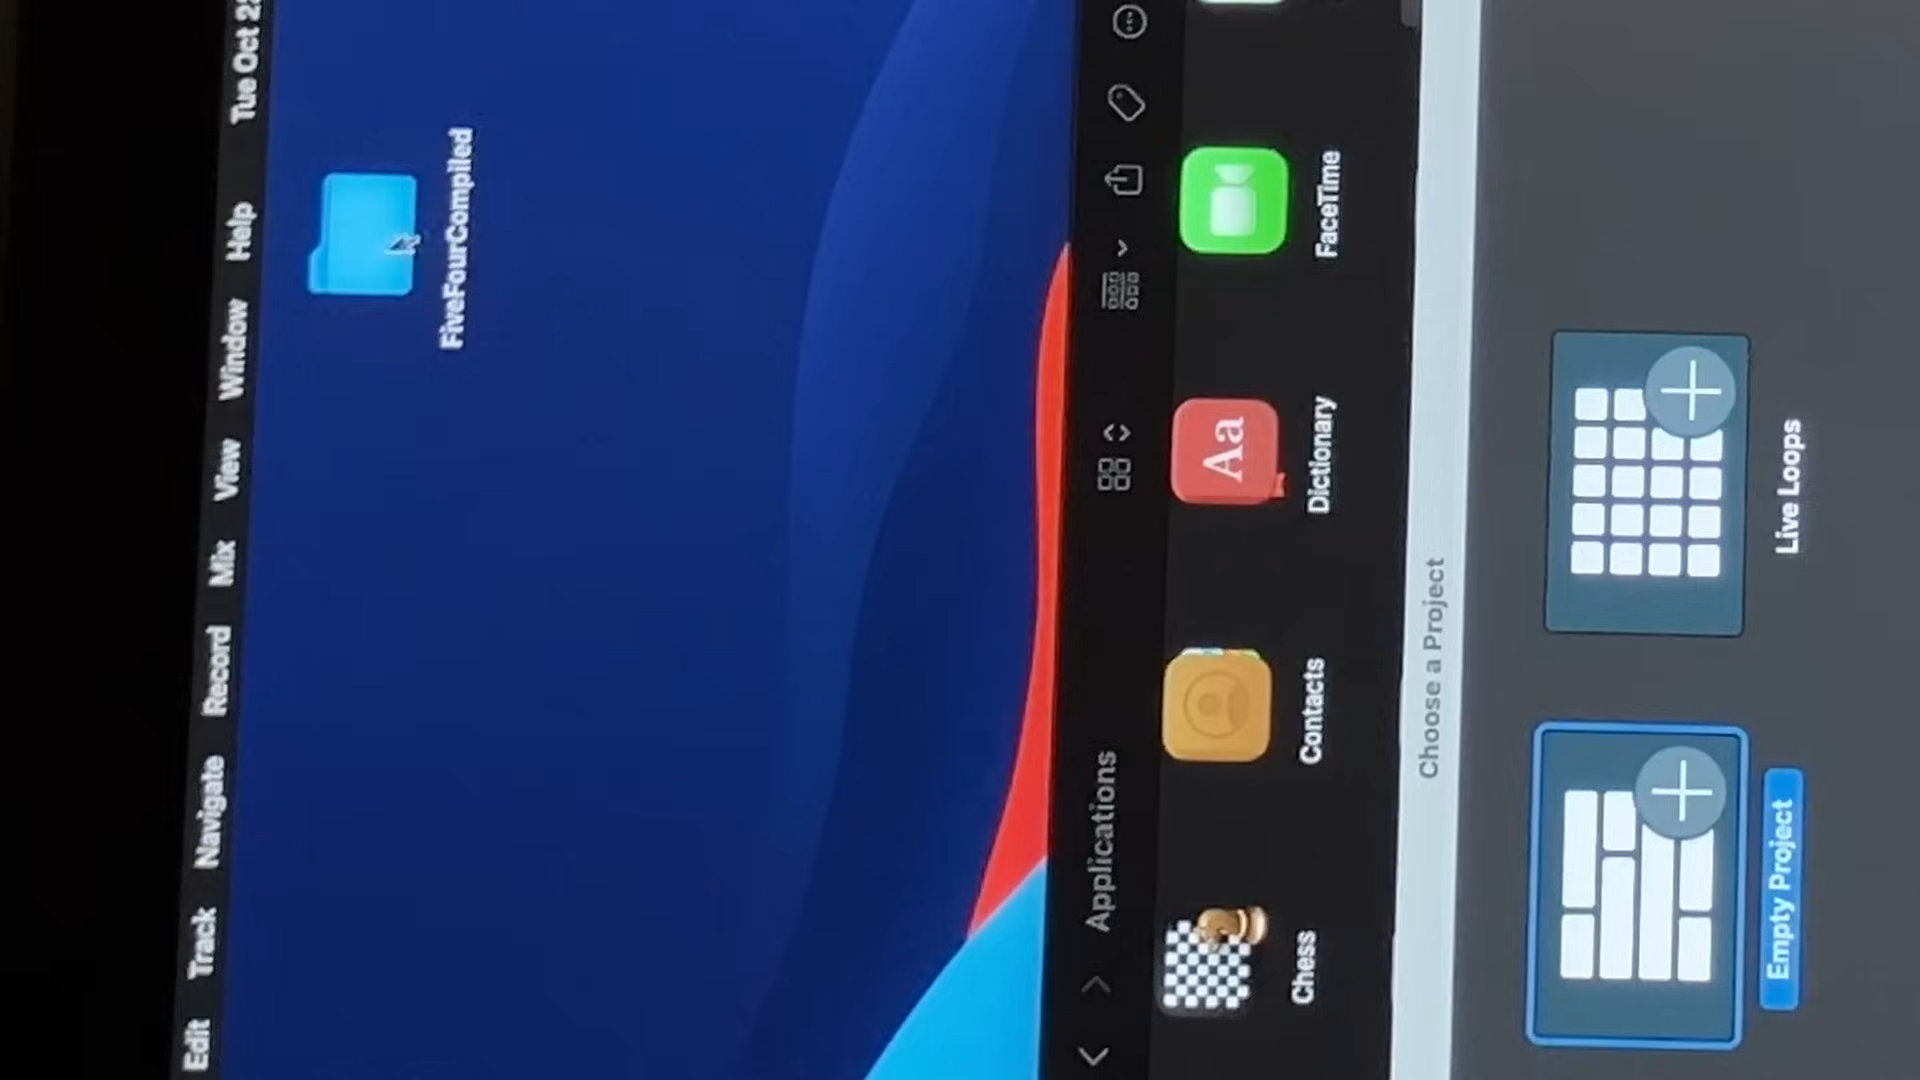 Edit Track Navigate Record Mix View Window Help Tue Oct
FiveFourCompiled
Applications
Chess Contacts Dictionary FaceTime
Aa
Choose a Project
Empty Project Live Loops